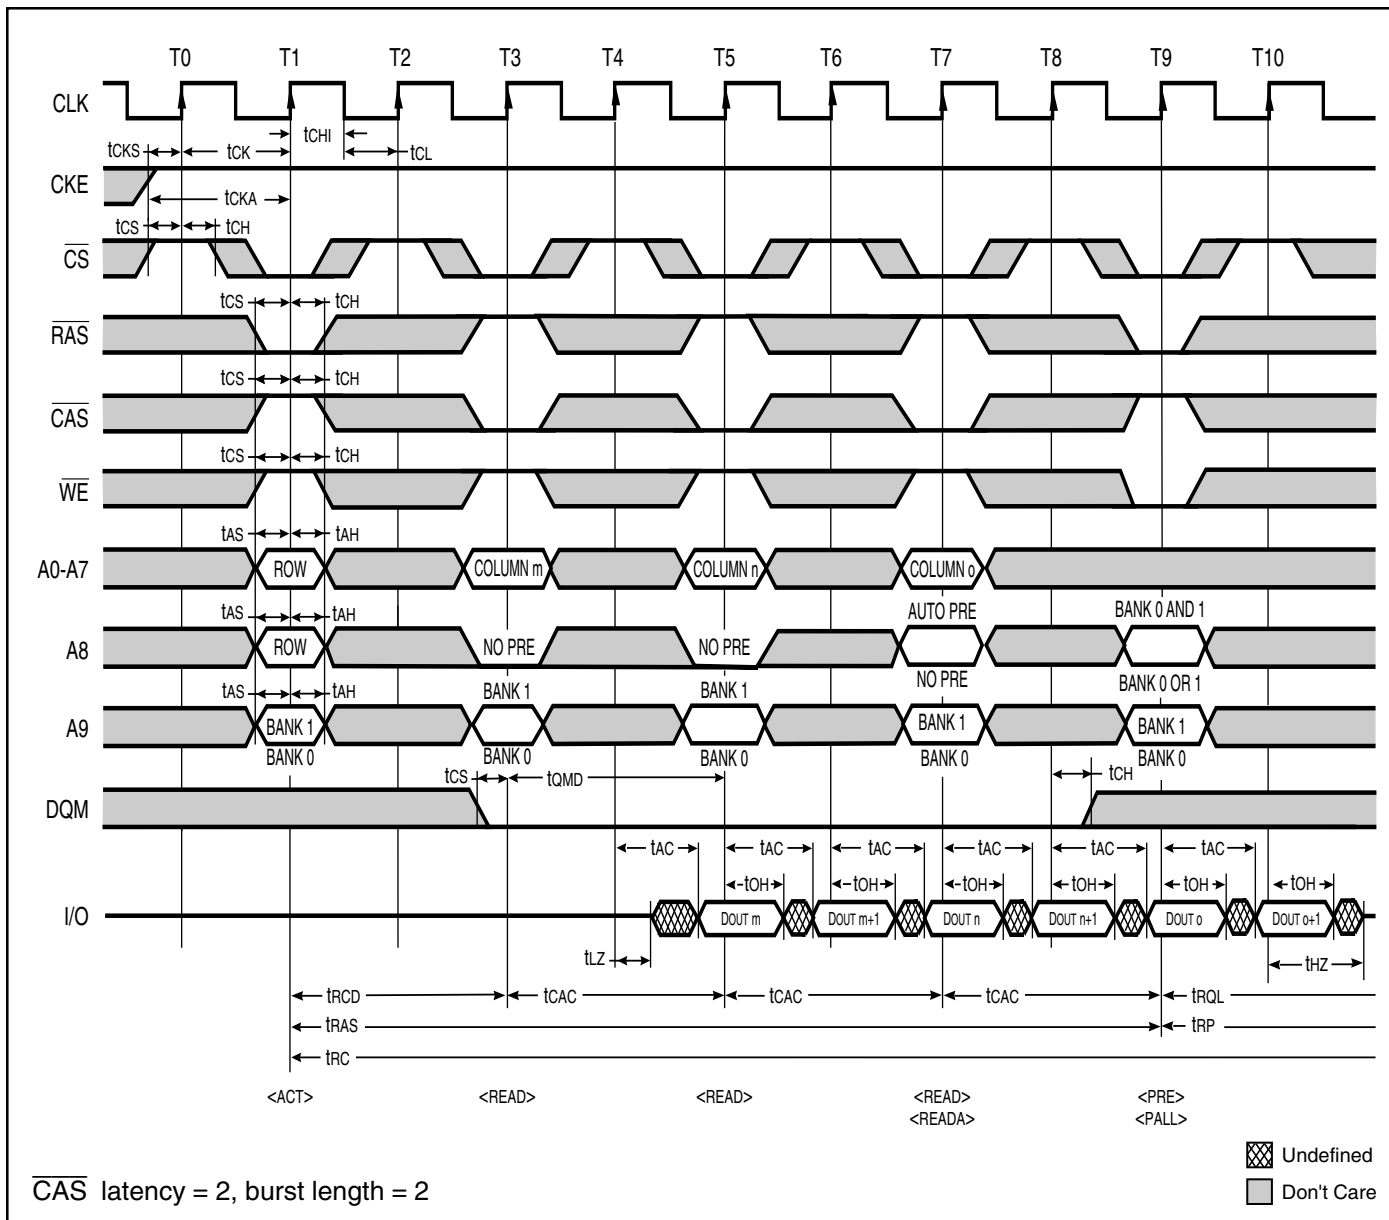 T0 T1 T2 T3 T4 T5 T6 T7 T8 T9 T10
CLK
tCHI
tCKS tCK tCL
CKE
tCKA
tCS tCH
CS
tCS tCH
RAS
tCS tCH
CAS
tCS tCH
WE
tAS tAH
A0-A7 ROW COLUMN m COLUMN n COLUMN o
tAS tAH AUTO PRE BANK 0 AND 1
A8 ROW NO PRE NO PRE
NO PRE BANK 0 OR 1
tAS tAH BANK 1 BANK 1
A9 BANK 1 BANK 1 BANK 1
BANK 0 BANK 0 BANK 0 BANK 0 BANK 0
tCS tQMD tCH
DQM
tAC tAC tAC tAC tAC tAC
tOH tOH tOH tOH tOH tOH
I/O DOUT m DOUT m+1 DOUT n DOUT n+1 DOUT o DOUT o+1
tLZ tHZ
tRCD tCAC tCAC tCAC tRQL
tRAS tRP
tRC
<ACT> <READ> <READ> <READ> <PRE>
<READA> <PALL>
Undefined
Don't Care
CAS latency = 2, burst length = 2